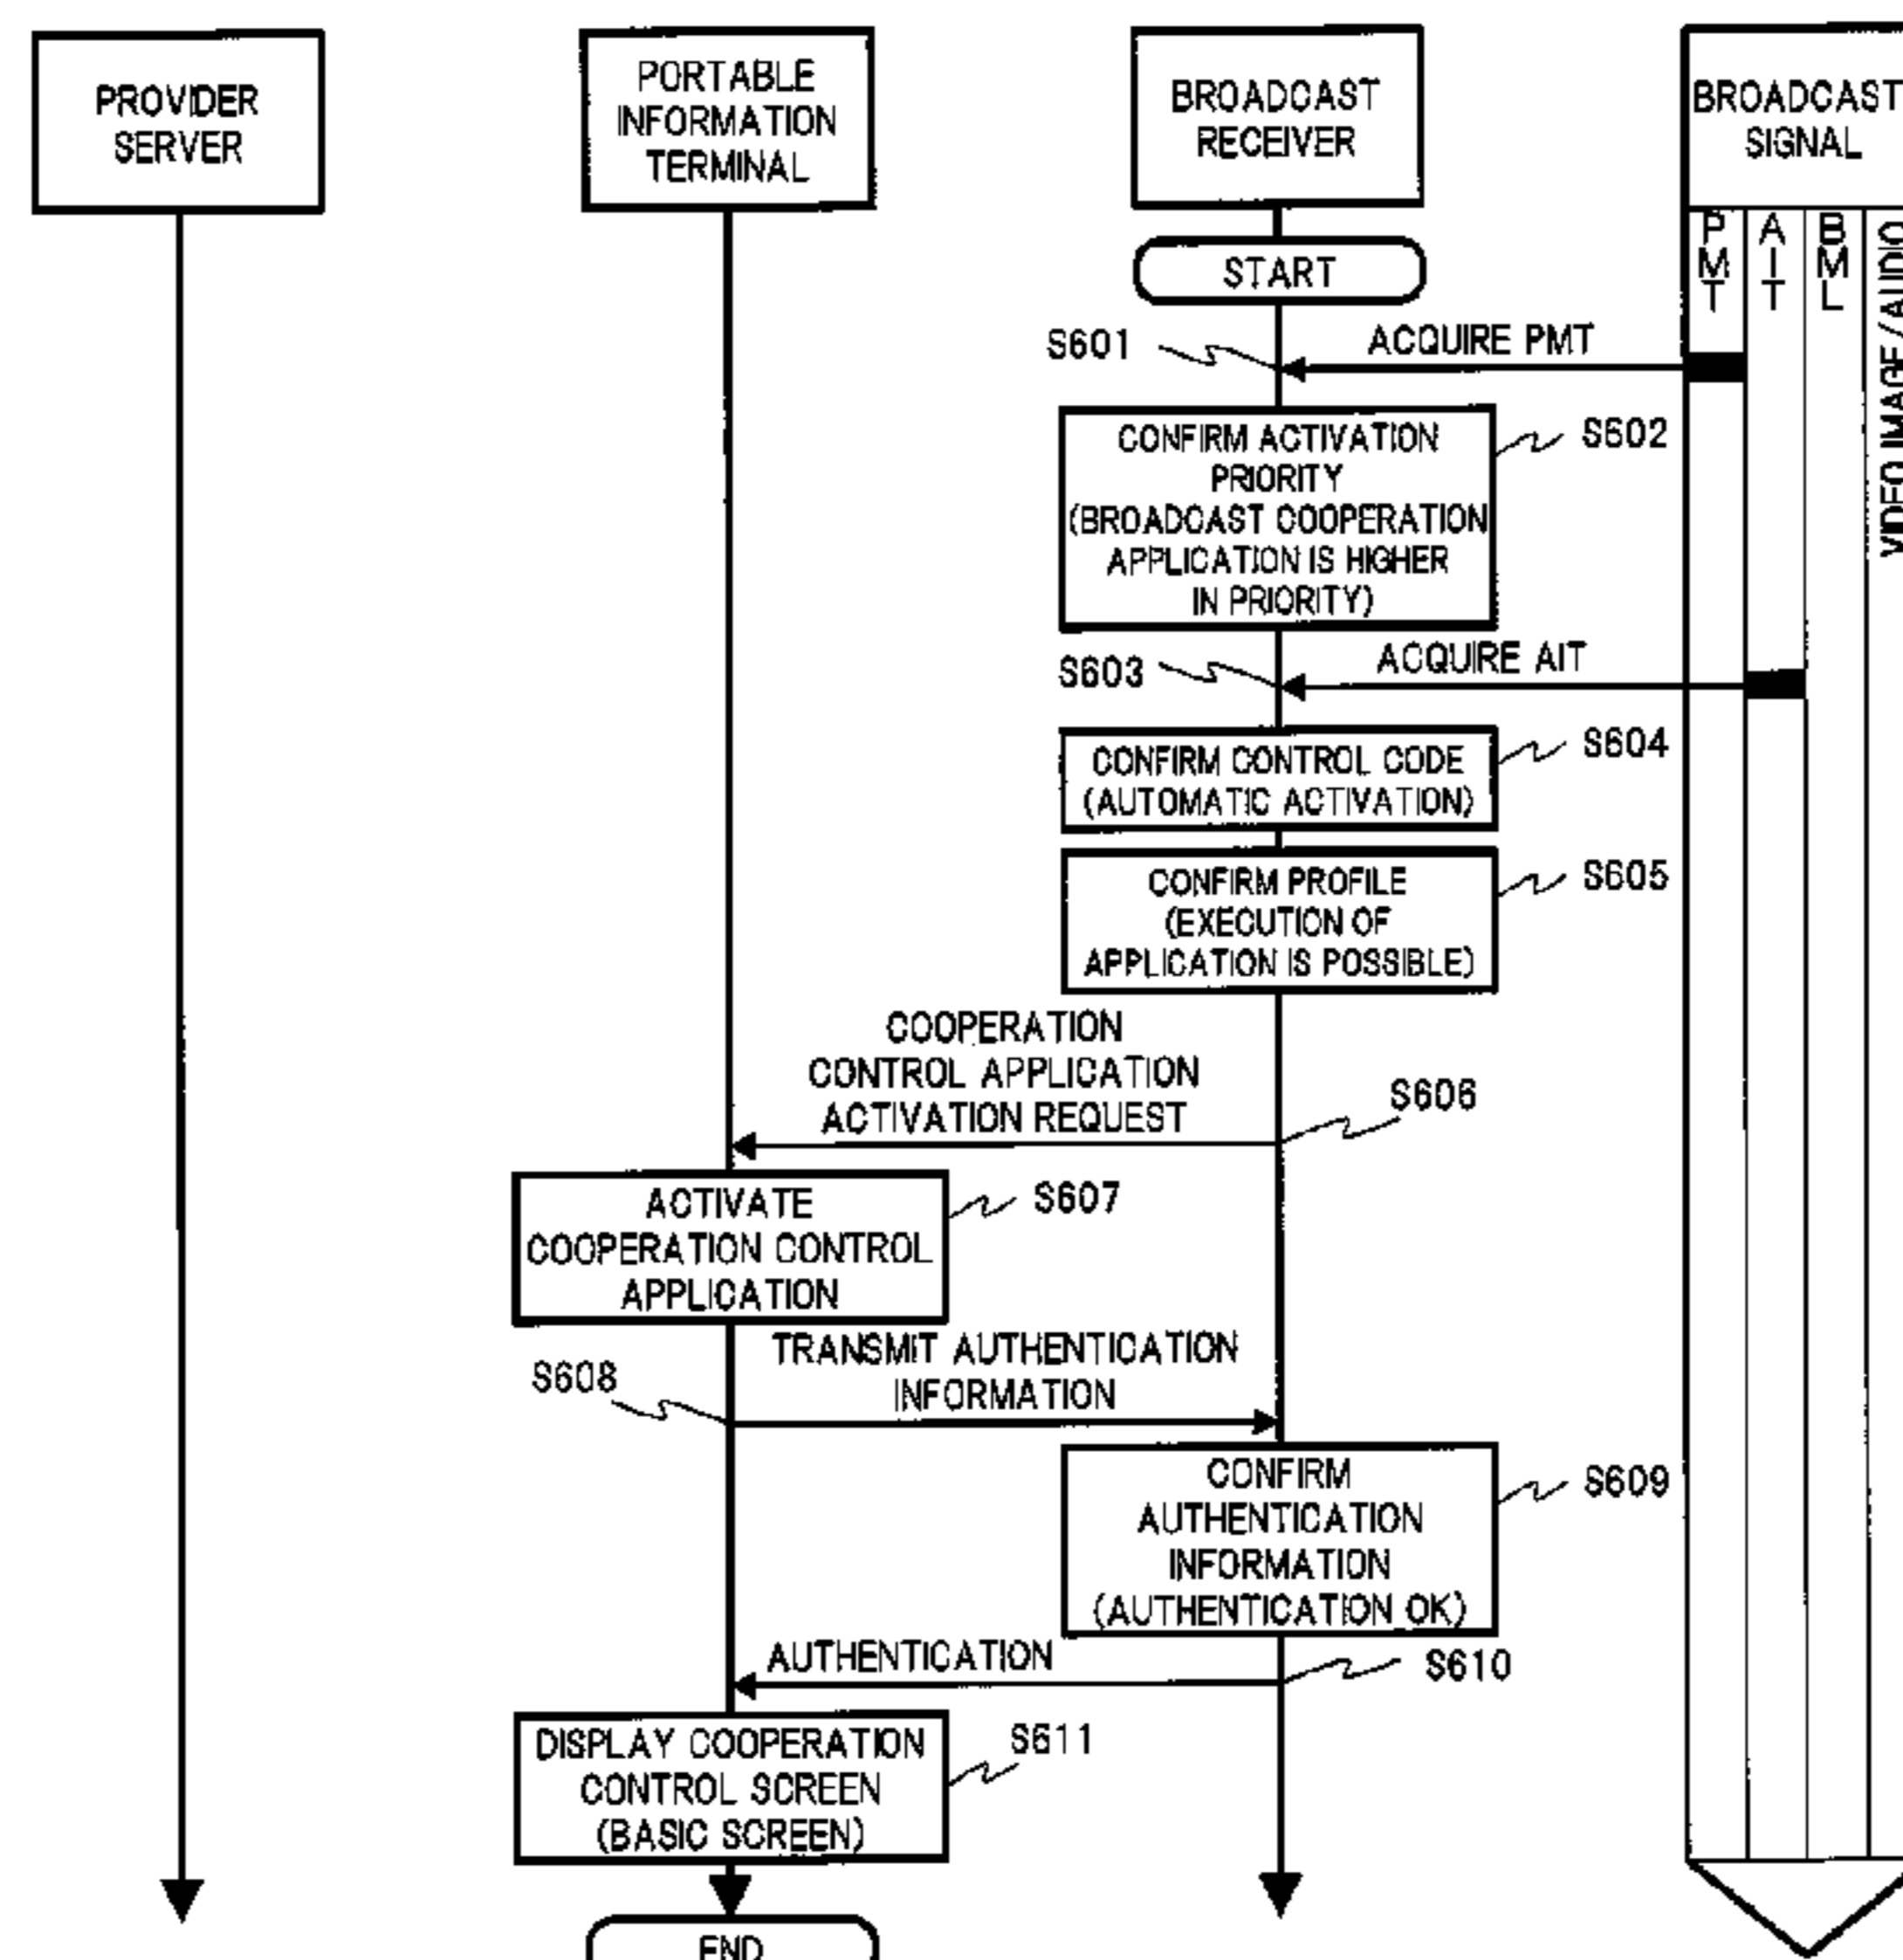 PROVIDER
SERVER
PORTABLE
INFORMATION
TERMINAL
BROADCAST
RECEIVER
BROADCAST
SIGNAL
PMT
AIT
BML
VIDEO IMAGE/AUDIO
START
S601
ACQUIRE PMT
CONFIRM ACTIVATION
PRIORITY
(BROADCAST COOPERATION
APPLICATION IS HIGHER
IN PRIORITY)
S602
S603
ACQUIRE AIT
CONFIRM CONTROL CODE
(AUTOMATIC ACTIVATION)
S604
CONFIRM PROFILE
(EXECUTION OF
APPLICATION IS POSSIBLE)
S605
COOPERATION
CONTROL APPLICATION
ACTIVATION REQUEST
S606
ACTIVATE
COOPERATION CONTROL
APPLICATION
S607
S608
TRANSMIT AUTHENTICATION
INFORMATION
CONFIRM
AUTHENTICATION
INFORMATION
(AUTHENTICATION OK)
S609
AUTHENTICATION
S610
DISPLAY COOPERATION
CONTROL SCREEN
(BASIC SCREEN)
S611
END